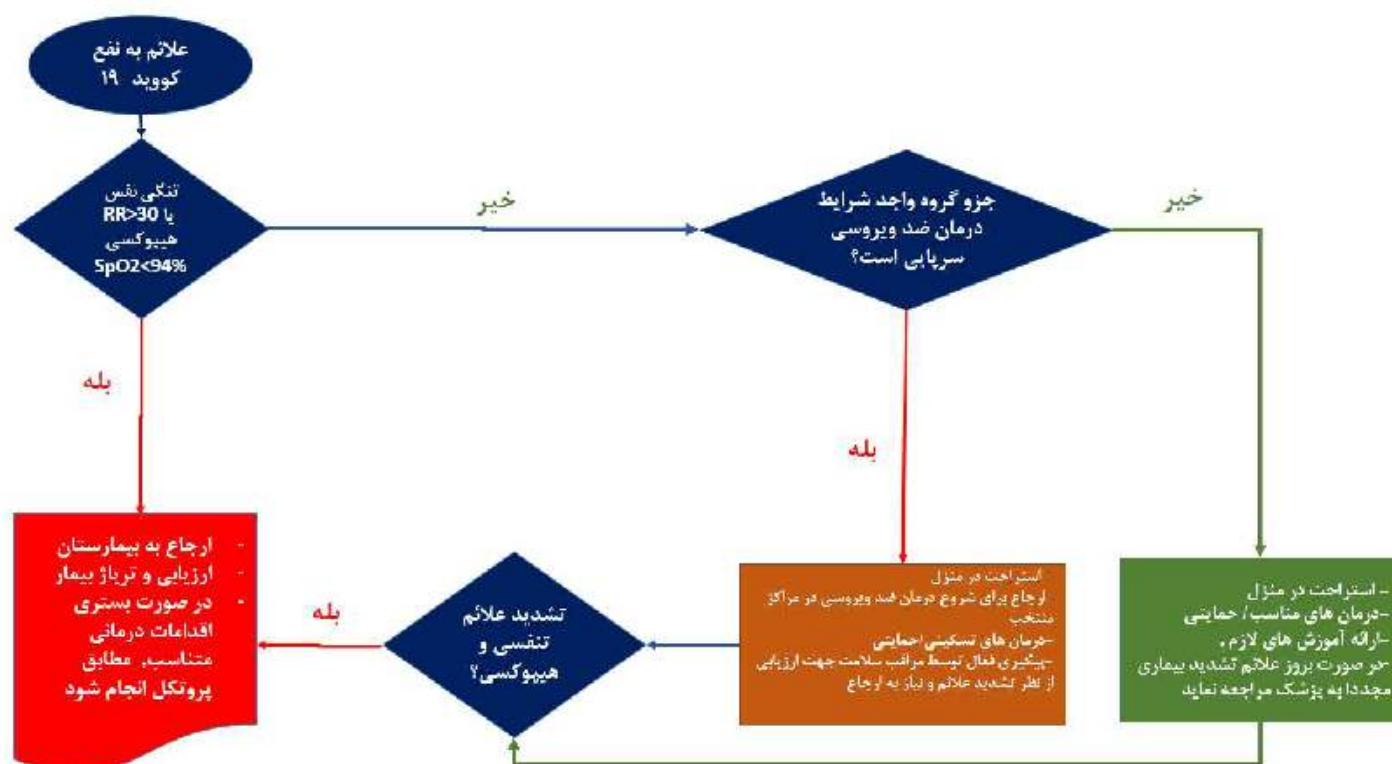 علائم به نفع
کووید ۱۹
تنگی نفس
یا RR>30
هیپوکسی
SpO2<94%
خیر
جزو گروه واجد شرایط
درمان ضد ویروسی
سرپایی است؟
خیر
بله
بله
- ارجاع به بیمارستان
- ارزیابی و تریاژ بیمار
- در صورت بستری
اقدامات درمانی
متناسب، مطابق
پروتکل انجام شود
بله
تشدید علائم
تنفسی و
هیپوکسی؟
-استراحت در منزل
ارجاع برای شروع درمان ضد ویروسی در مراکز
منتخب
-درمان های تسکینی/حمایتی
-پیگیری فعال توسط مراقب سلامت جهت ارزیابی
از نظر تشدید علائم و نیاز به ارجاع
- استراحت در منزل
-درمان های مناسب/ حمایتی
-ارائه آموزش های لازم ,
-در صورت بروز علائم تشدید بیماری
مجددا به پزشک مراجعه نماید